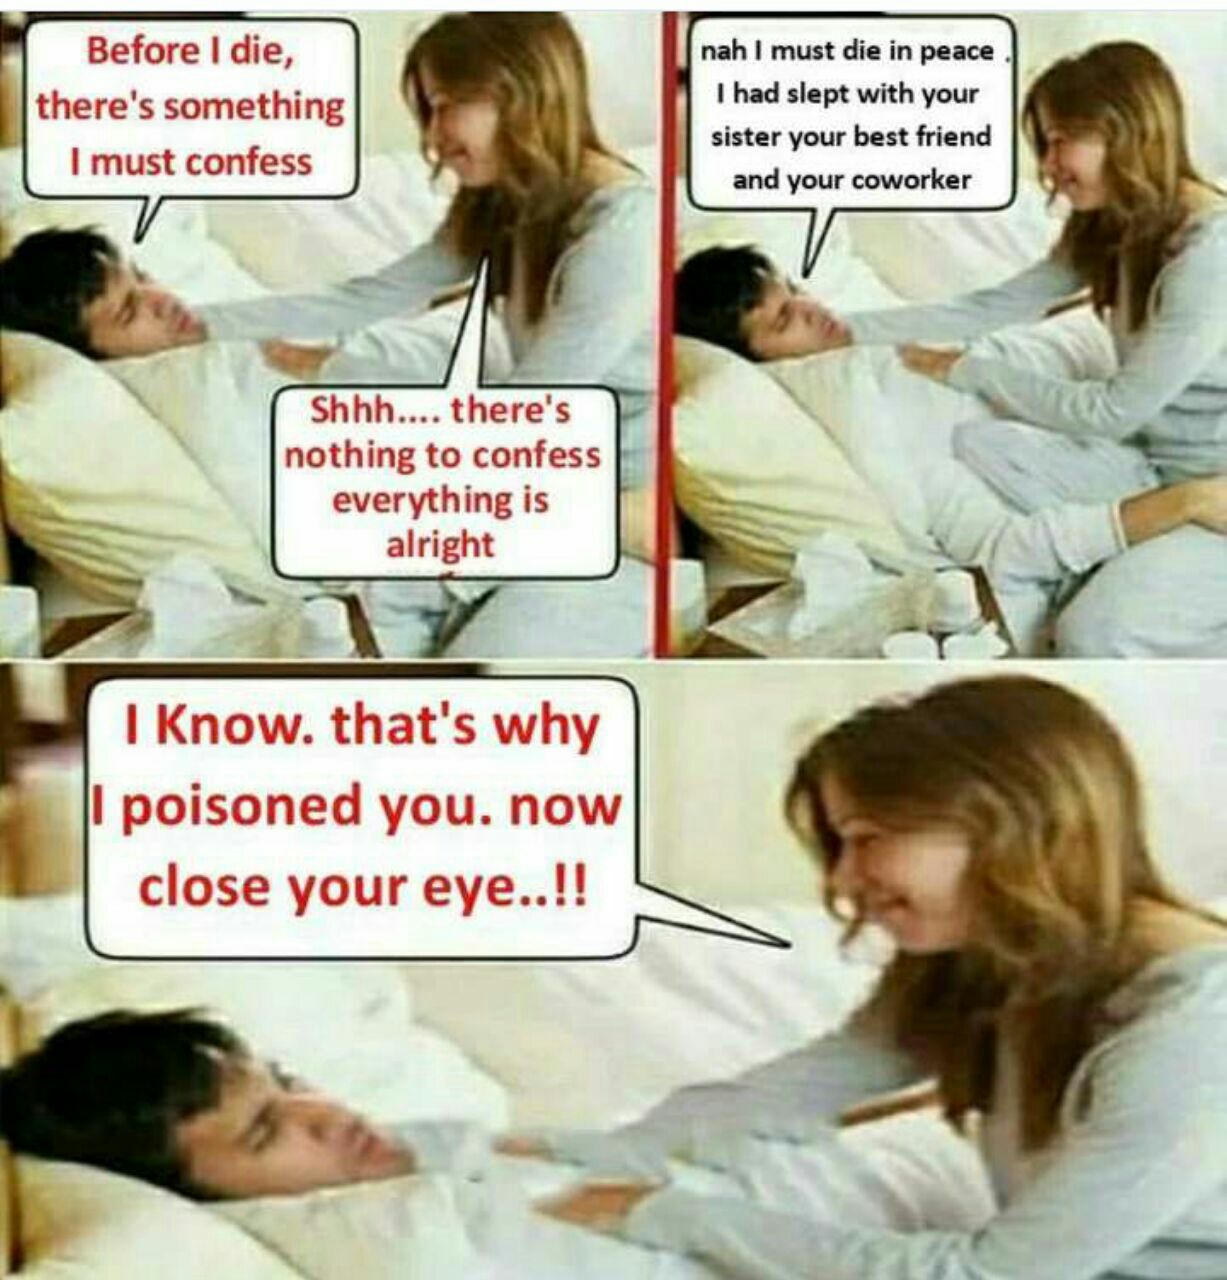 Before I die,
there's something
I must confess
Shhh.... there's
nothing to confess
everything is
alright
nah I must die in peace .
I had slept with your
sister your best friend
and your coworker
I Know. that's why
I poisoned you. now
close your eye..!!